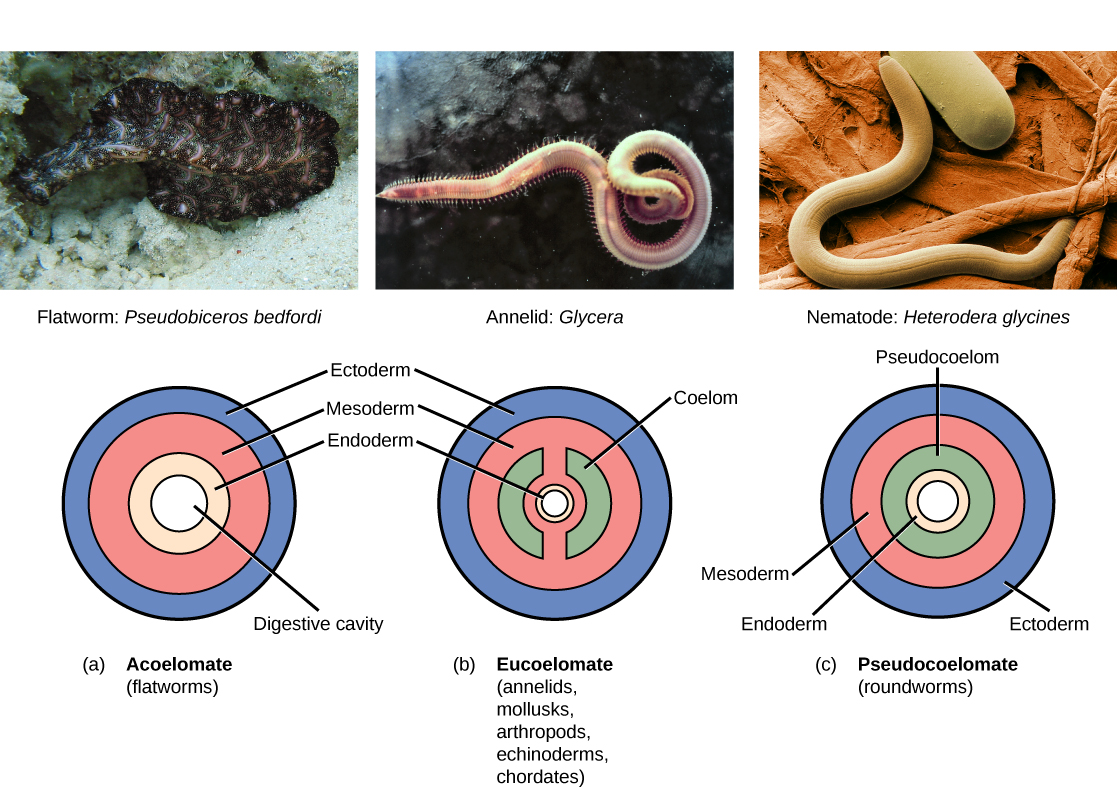 Flatworm: Pseudobiceros bedfordi
Annelid: Glycera
Nematode: Heterodera glycines
Pseudocoelom
Ectoderm
Coelom
Mesoderm
Endoderm
Mesoderm
Digestive cavity
Endoderm
Ectoderm
(a) Acoelomate
(flatworms)
(b) Eucoelomate
(annelids,
mollusks,
arthropods,
echinoderms,
chordates)
(c) Pseudocoelomate
(roundworms)